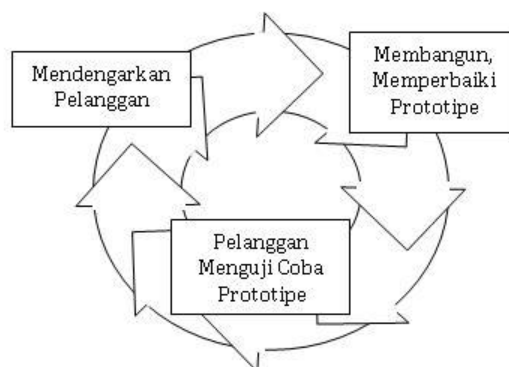 Mendengarkan
Pelanggan
Membangun,
Memperbaiki
Prototipe
Pelanggan
Menguji Coba
Prototipe